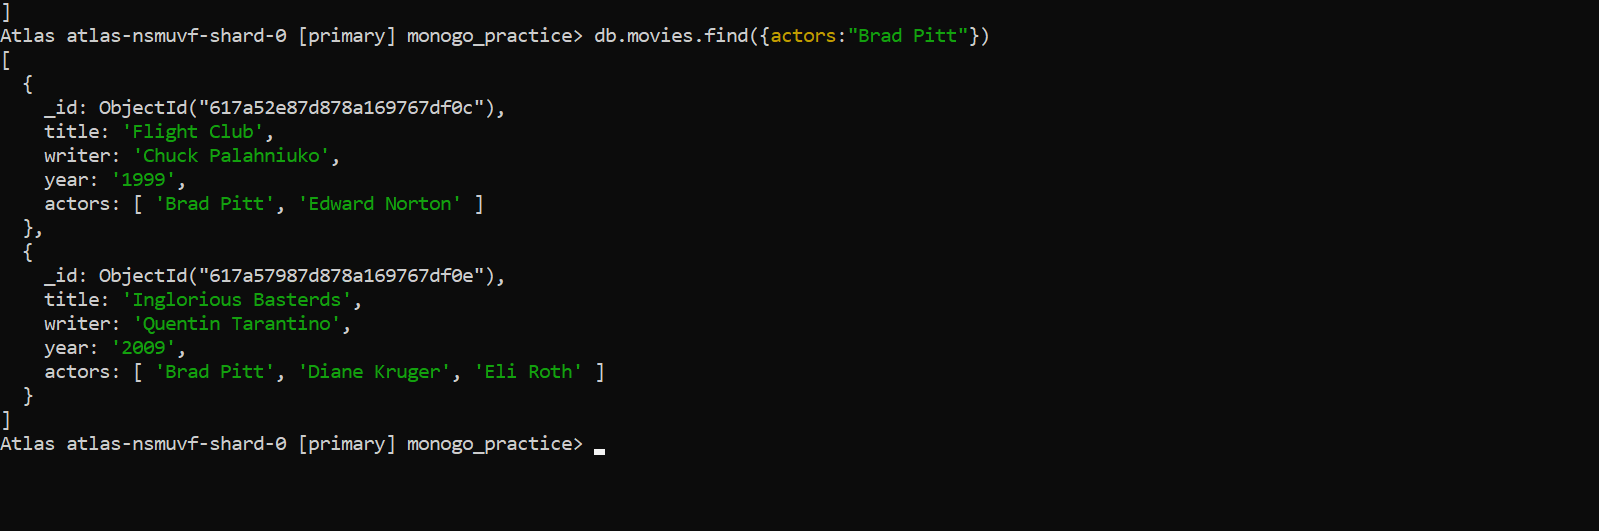 ]
Atlas atlas-nsmuvf-shard-0 [primary] monogo_practice> db.movies.find({actors:"Brad Pitt"})
[
  {
    _id: ObjectId("617a52e87d878a169767df0c"),
    title: 'Flight Club',
    writer: 'Chuck Palahniuko',
    year: '1999',
    actors: [ 'Brad Pitt', 'Edward Norton' ]
  },
  {
    _id: ObjectId("617a57987d878a169767df0e"),
    title: 'Inglorious Basterds',
    writer: 'Quentin Tarantino',
    year: '2009',
    actors: [ 'Brad Pitt', 'Diane Kruger', 'Eli Roth' ]
  }
]
Atlas atlas-nsmuvf-shard-0 [primary] monogo_practice>